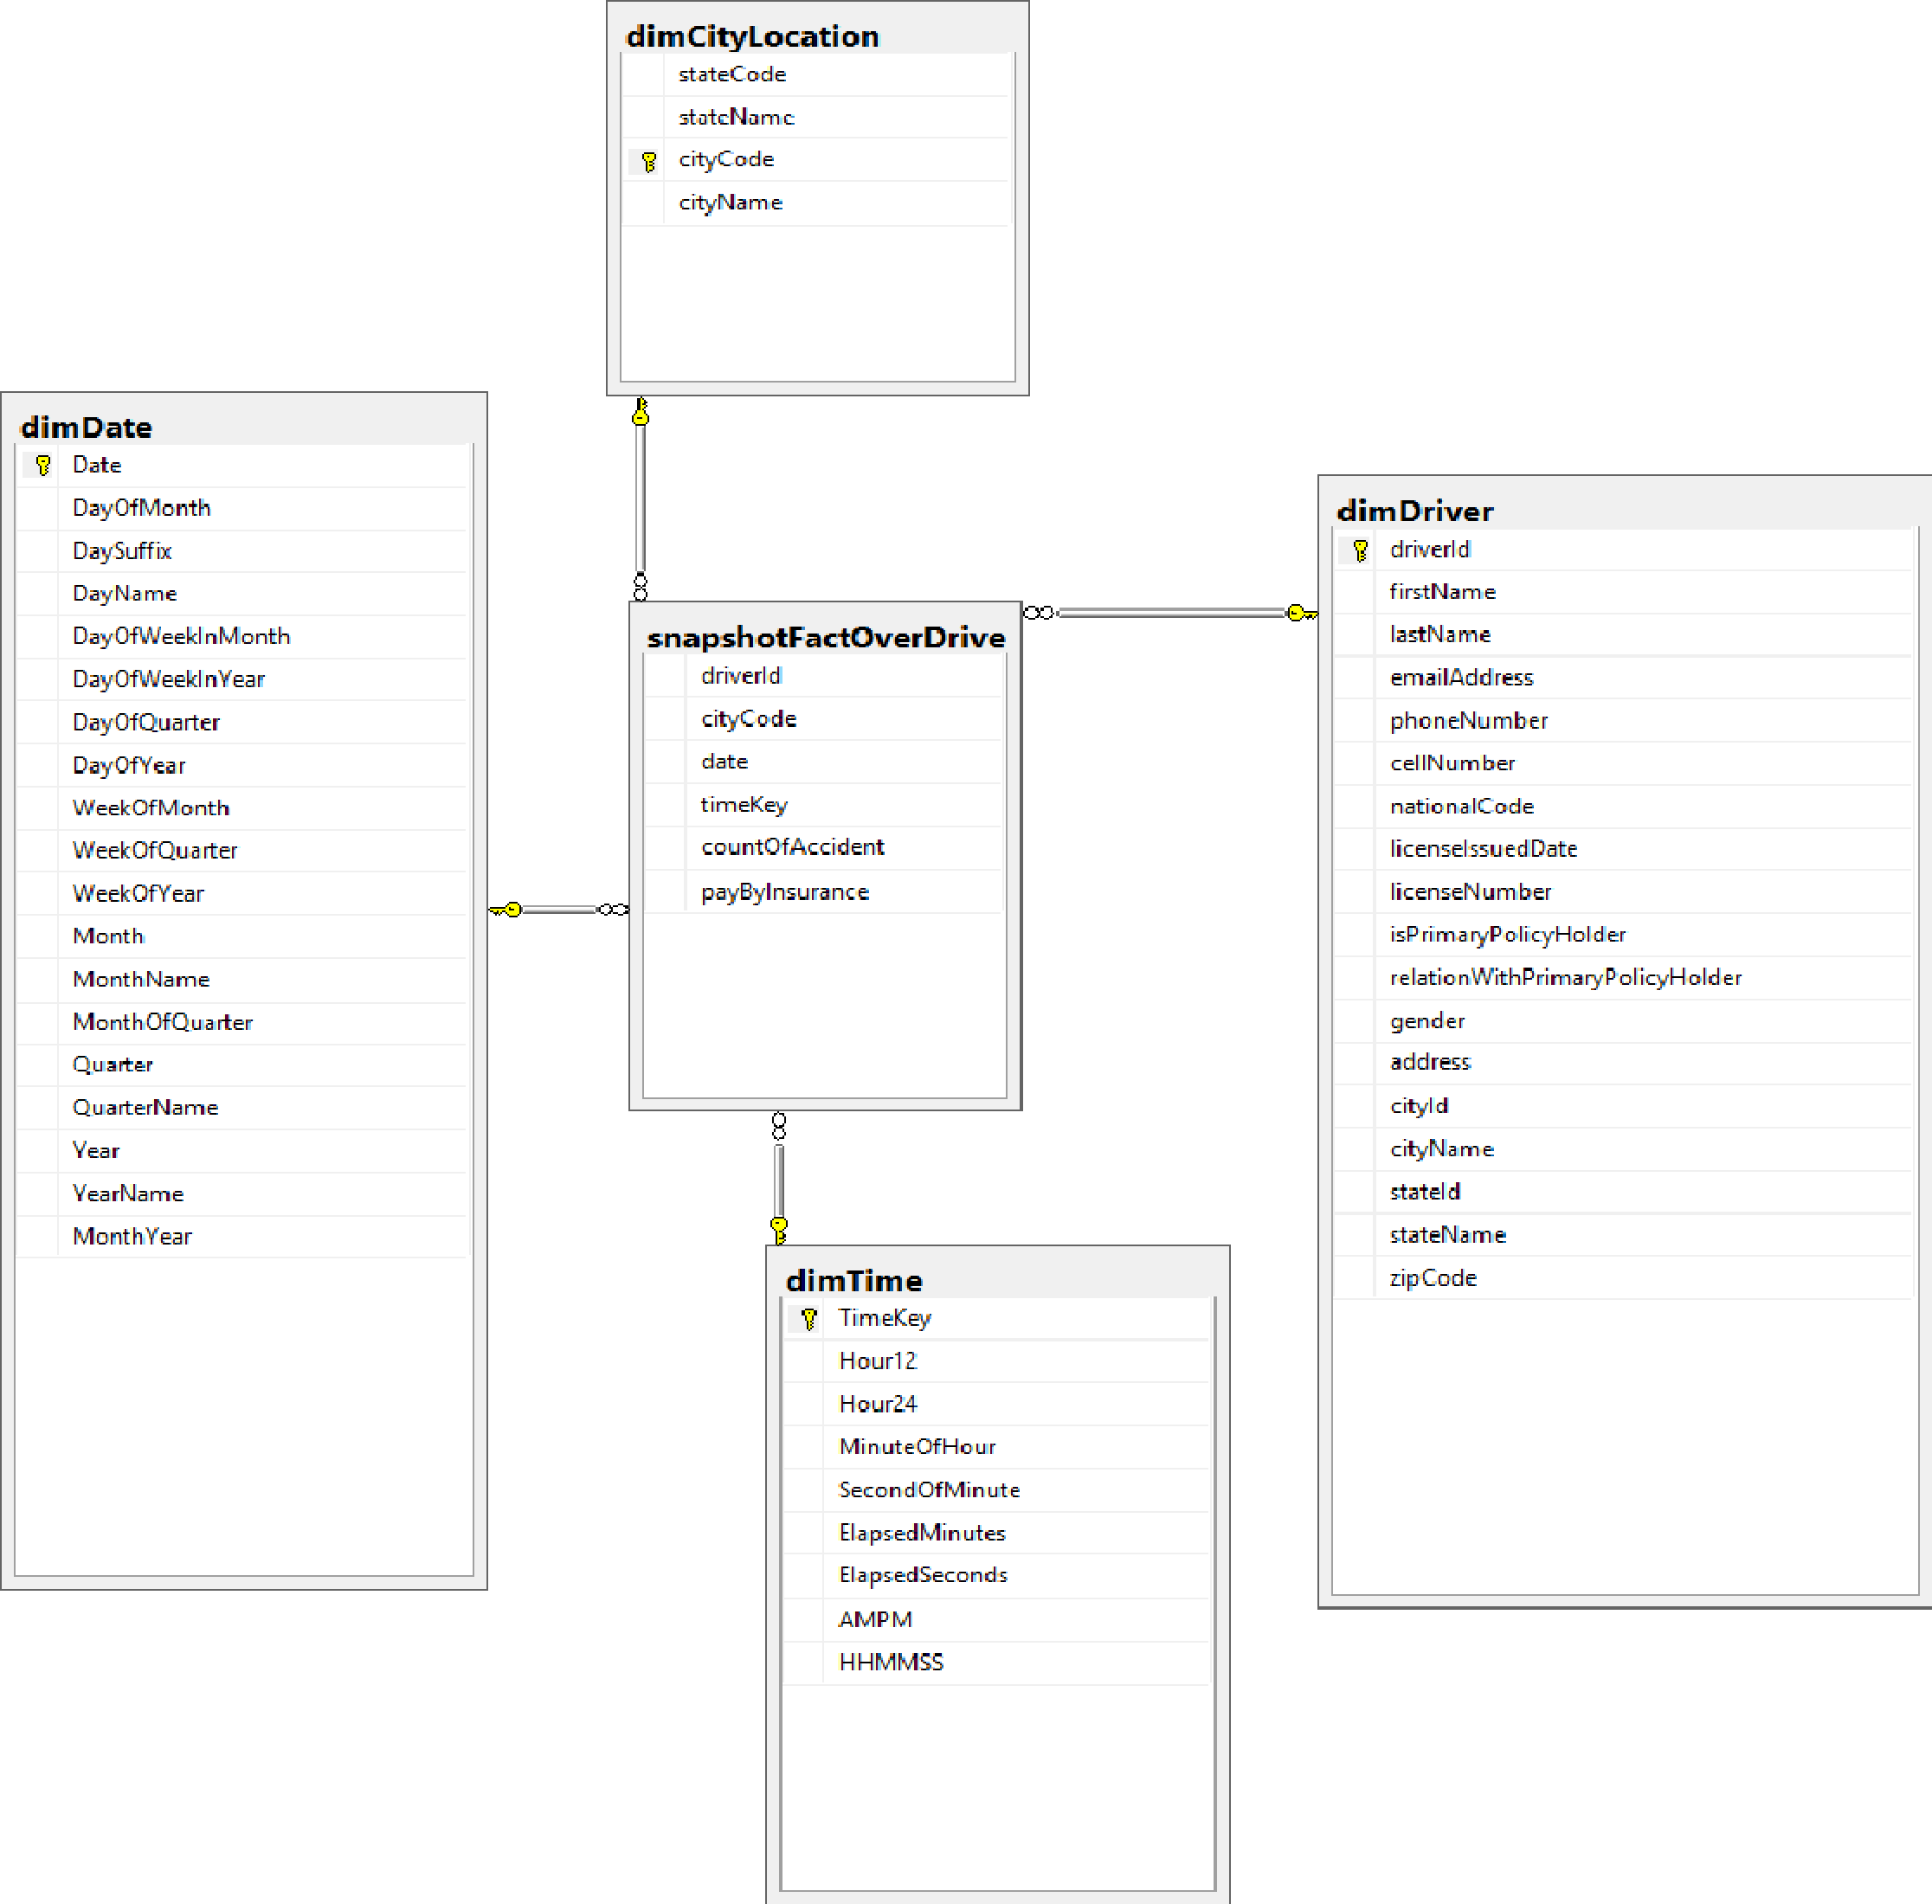 dimCityLocation
stateCode
stateName
cityCode
cityName
dimDate
Date
DayOfMonth
DaySuffix
DayName
DayOfWeekInMonth
DayOfWeekInYear
DayOfQuarter
DayOfYear
WeekOfMonth
WeekOfQuarter
WeekOfYear
Month
MonthName
MonthOfQuarter
Quarter
QuarterName
Year
YearName
MonthYear
snapshotFactOverDrive
driverId
cityCode
date
timeKey
countOfAccident
payByInsurance
dimDriver
driverId
firstName
lastName
emailAddress
phoneNumber
cellNumber
nationalCode
licenseIssuedDate
licenseNumber
isPrimaryPolicyHolder
relationWithPrimaryPolicyHolder
gender
address
cityId
cityName
stateId
stateName
zipCode
dimTime
TimeKey
Hour12
Hour24
MinuteOfHour
SecondOfMinute
ElapsedMinutes
ElapsedSeconds
AMPM
HHMMSS